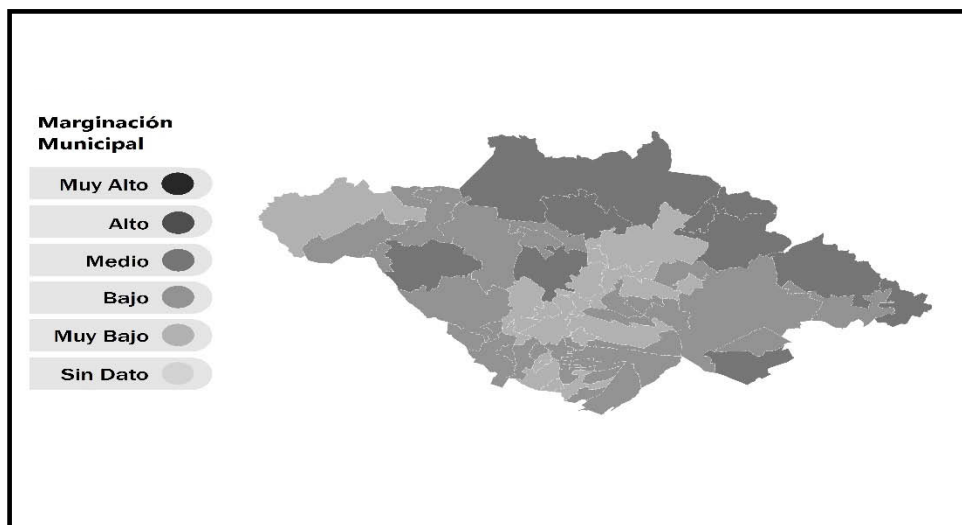 Marginación
Municipal
Muy Alto
Alto
Medio
Bajo
Muy Bajo
Sin Dato